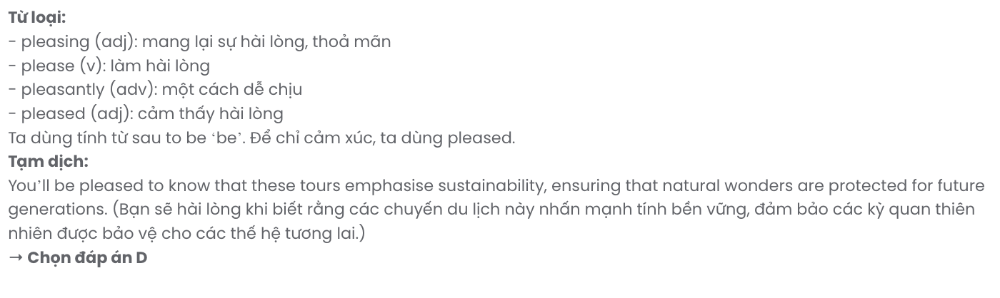 Từ loại:
- pleasing (adj): mang lại sự hài lòng, thoả mãn
- please (v): làm hài lòng
- pleasantly (adv): một cách dễ chịu
- pleased (adj): cảm thấy hài lòng
Ta dùng tính từ sau to be ‘be’. Để chỉ cảm xúc, ta dùng pleased.
Tạm dịch:
You’ll be pleased to know that these tours emphasise sustainability, ensuring that natural wonders are protected for future
generations. (Bạn sẽ hài lòng khi biết rằng các chuyến du lịch này nhấn mạnh tính bền vững, đảm bảo các kỳ quan thiên
nhiên được bảo vệ cho các thế hệ tương lai.)
→ Chọn đáp án D